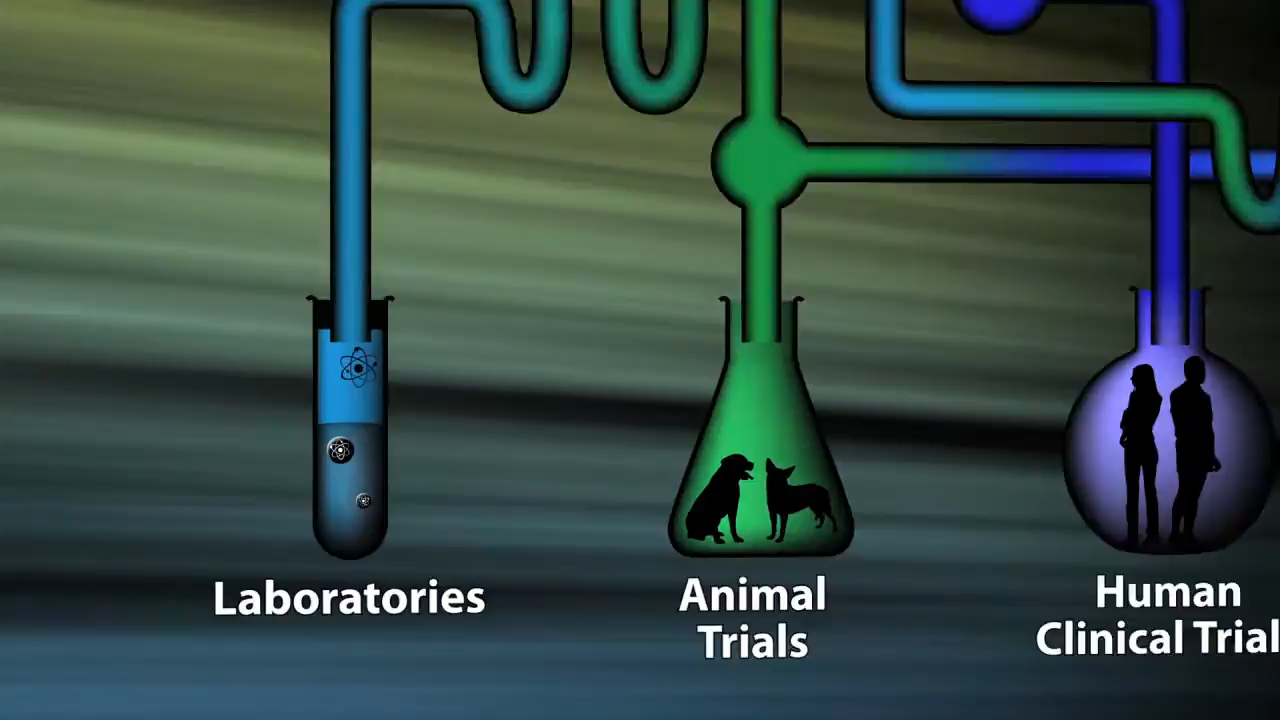 Laboratories
Animal
Trials
Human
Clinical Trial